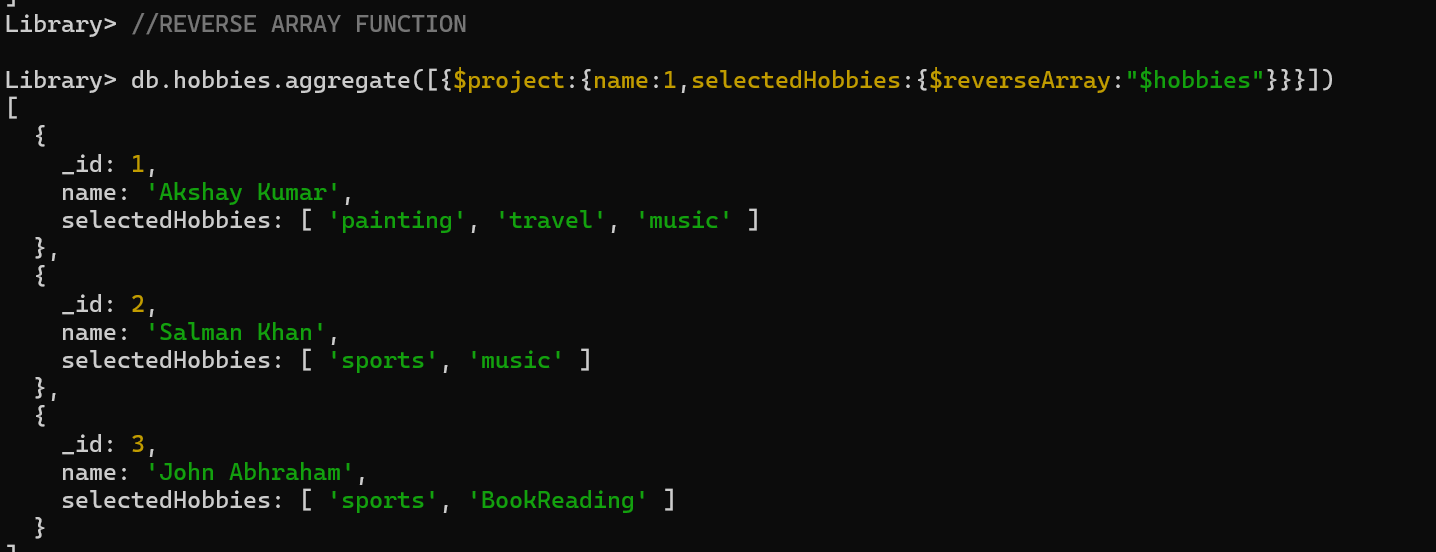 ]
Library> //REVERSE ARRAY FUNCTION
Library> db.hobbies.aggregate([{$project:{name:1,selectedHobbies:{$reverseArray:"$hobbies"}}}])
[
  {
    _id: 1,
    name: 'Akshay Kumar',
    selectedHobbies: [ 'painting', 'travel', 'music' ]
  },
  {
    _id: 2,
    name: 'Salman Khan',
    selectedHobbies: [ 'sports', 'music' ]
  },
  {
    _id: 3,
    name: 'John Abhraham',
    selectedHobbies: [ 'sports', 'BookReading' ]
  }
]